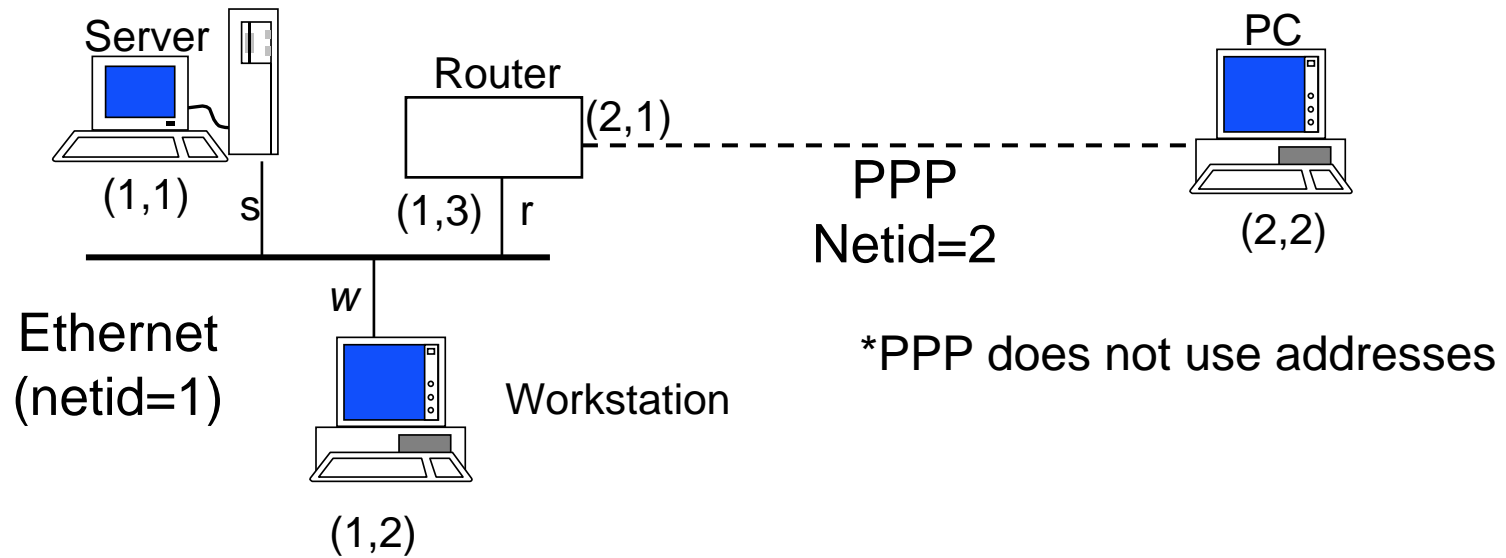 Server
PC
Router
(2,1)
(1,1)
s
(1,3)
r
PPP
Netid=2
(2,2)
w
Ethernet
(netid=1)
*PPP does not use addresses
Workstation
(1,2)